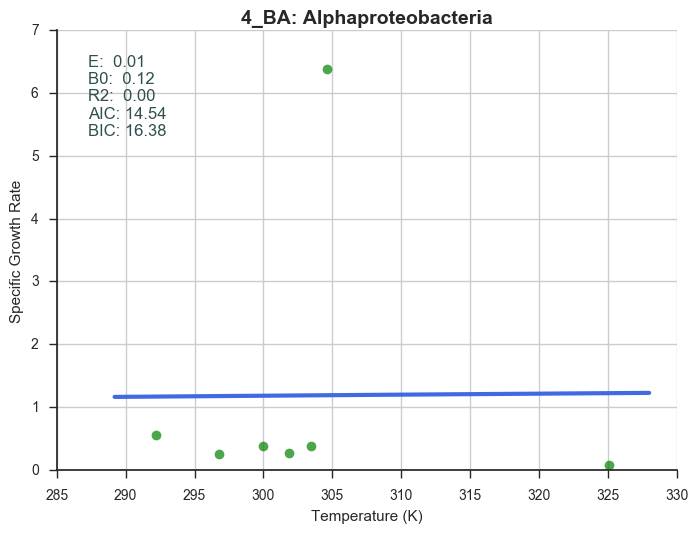 4_BA: Alphaproteobacteria
7
6
5
4
3
2
1
0
E: 0.01
B0: 0.12
R2: 0.00
AIC: 14.54
BIC: 16.38
Specific Growth Rate
285 290 295 300 305 310 315 320 325 330
Temperature (K)